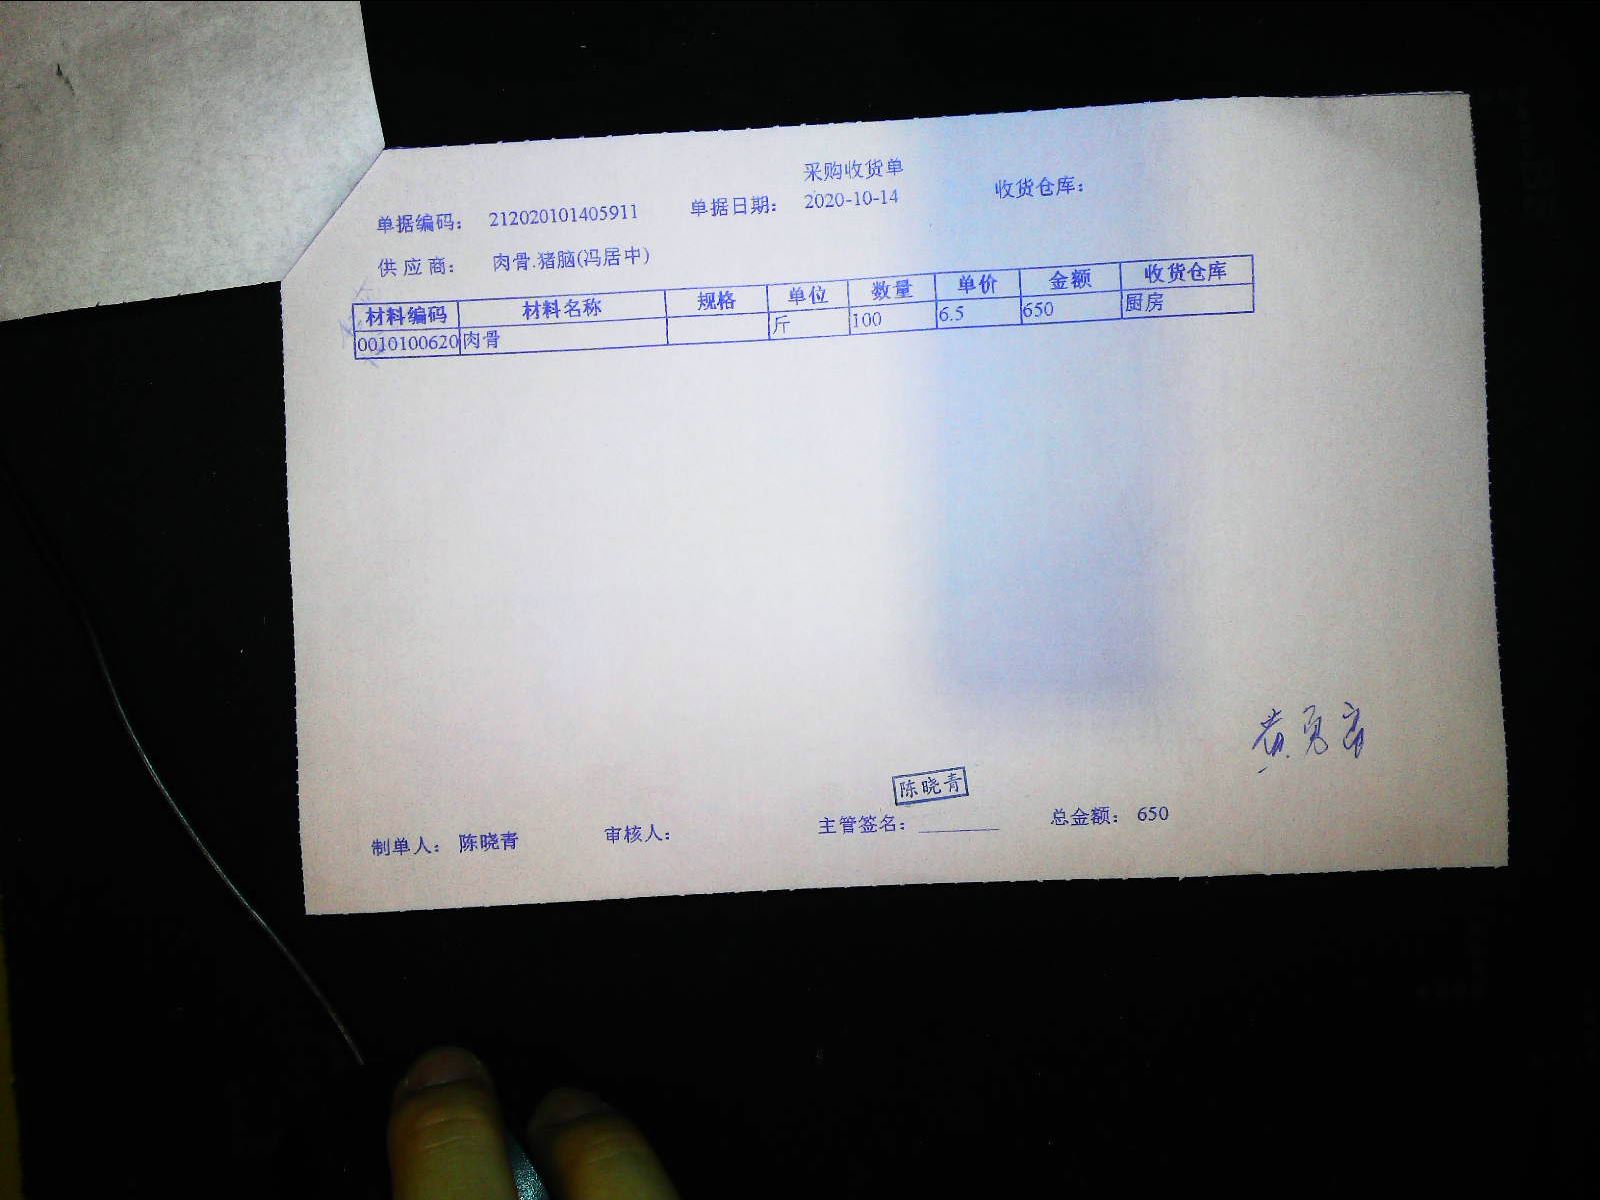 采购收货单
单据编码： 212020101405911 单据日期： 2020-10-14 收货仓库：
供应商： 肉骨.猪脑(冯居中)
材料编码 材料名称 规格 单位 数量 单价 金额 收货仓库
0010100620 肉骨 斤 100 6.5 650 厨房
陈晓青
制单人： 陈晓青 审核人： 主管签名： ________ 总金额： 650